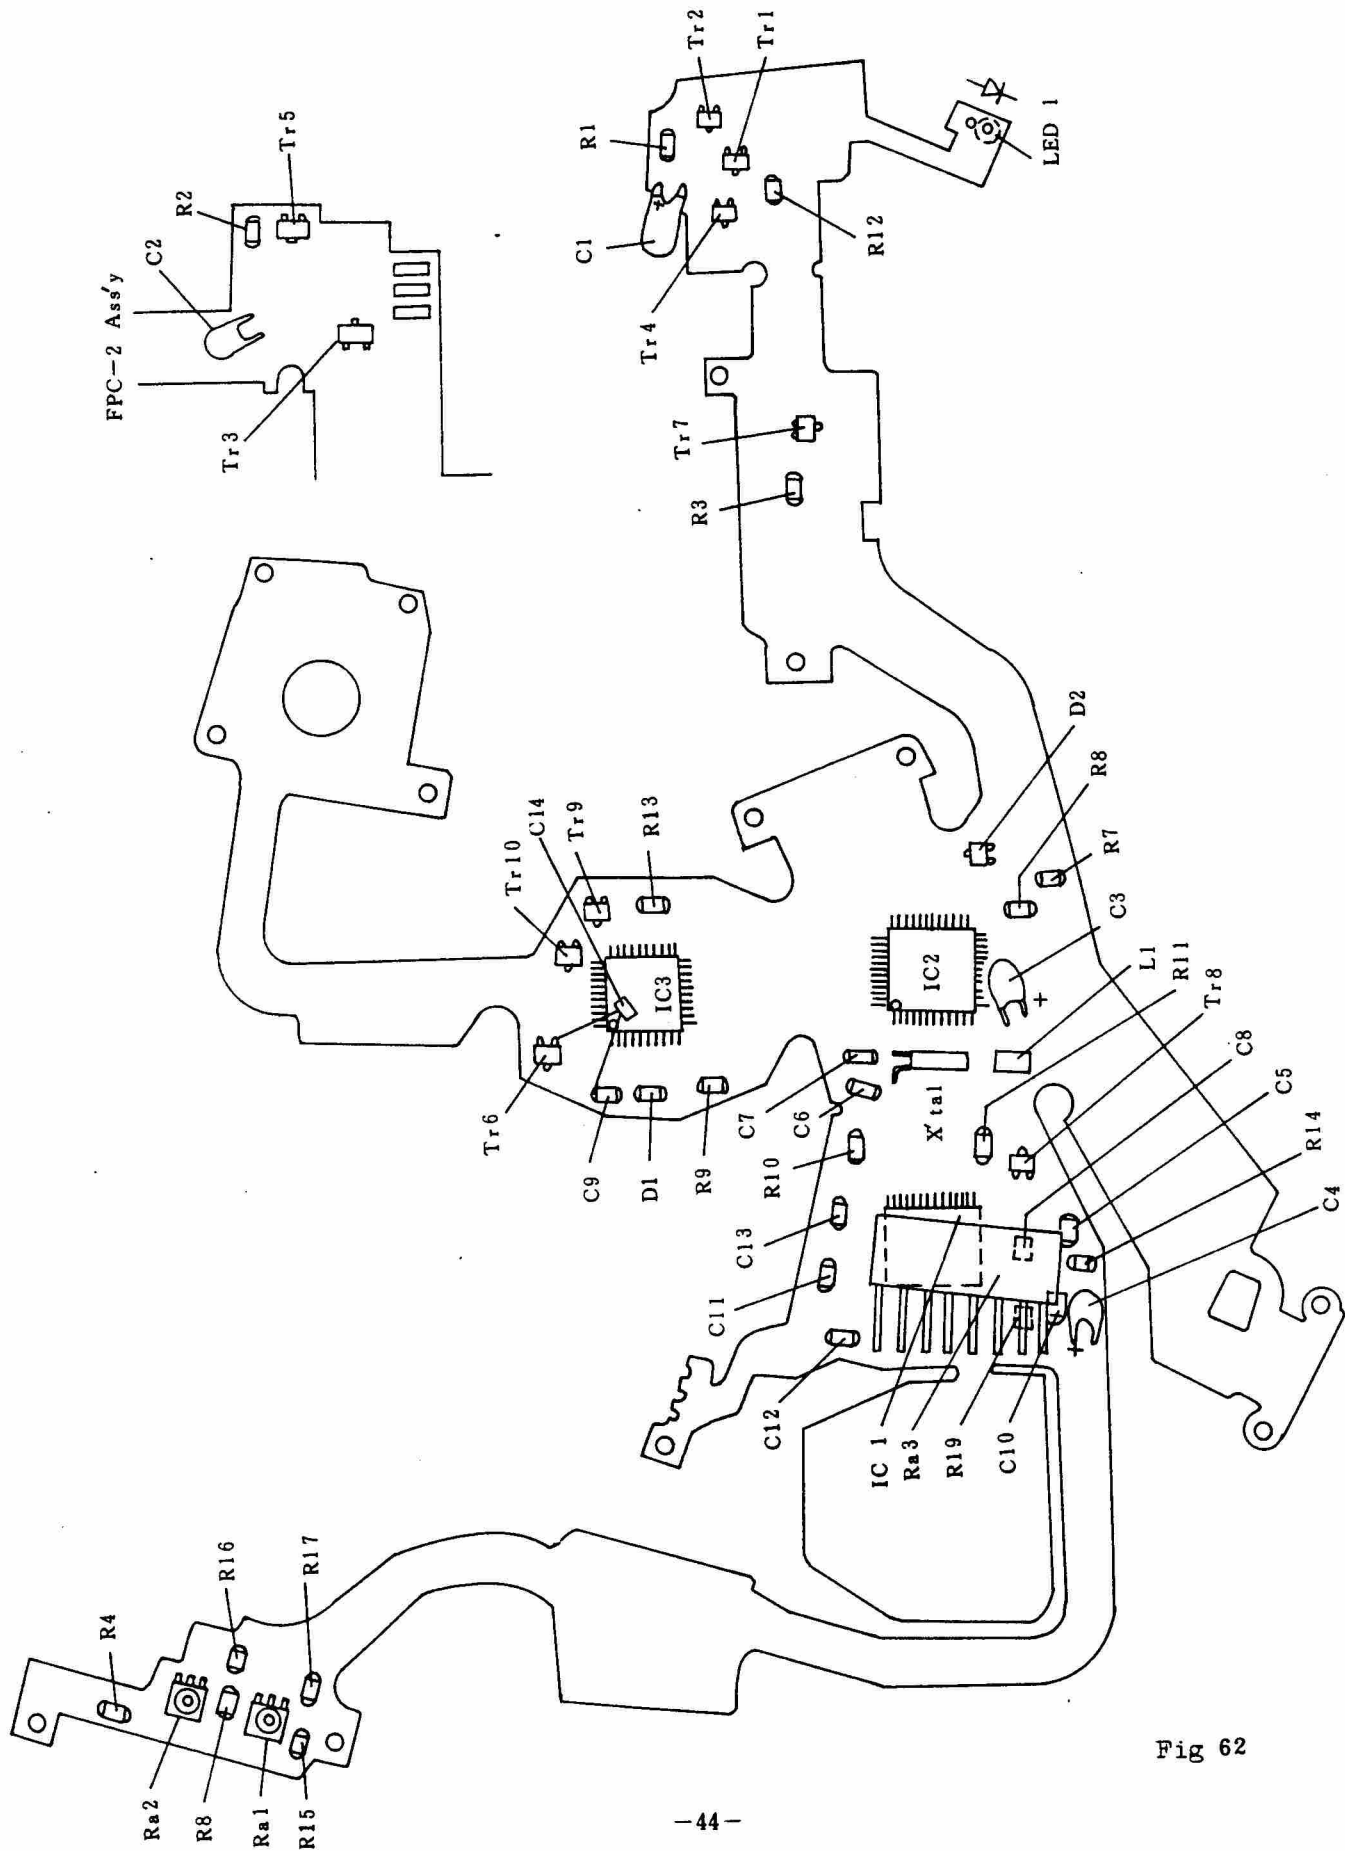 FPC-2 Ass'y
C2
R2
Tr5
Tr3
Tr2
Tr1
R1
C1
Tr4
R12
LED 1
Tr7
R3
D2
R8
R7
C3
L1
R11
Tr8
C8
C5
R14
C4
Tr10
C14
Tr9
R13
IC3
IC2
Tr6
C9
D1
R9
C7
C6
X'tal
R10
C13
C11
C12
IC 1
Ra3
R19
C10
+
+
+
R4
R16
R17
Ra2
R8
Ra1
R15
Fig 62
-44-